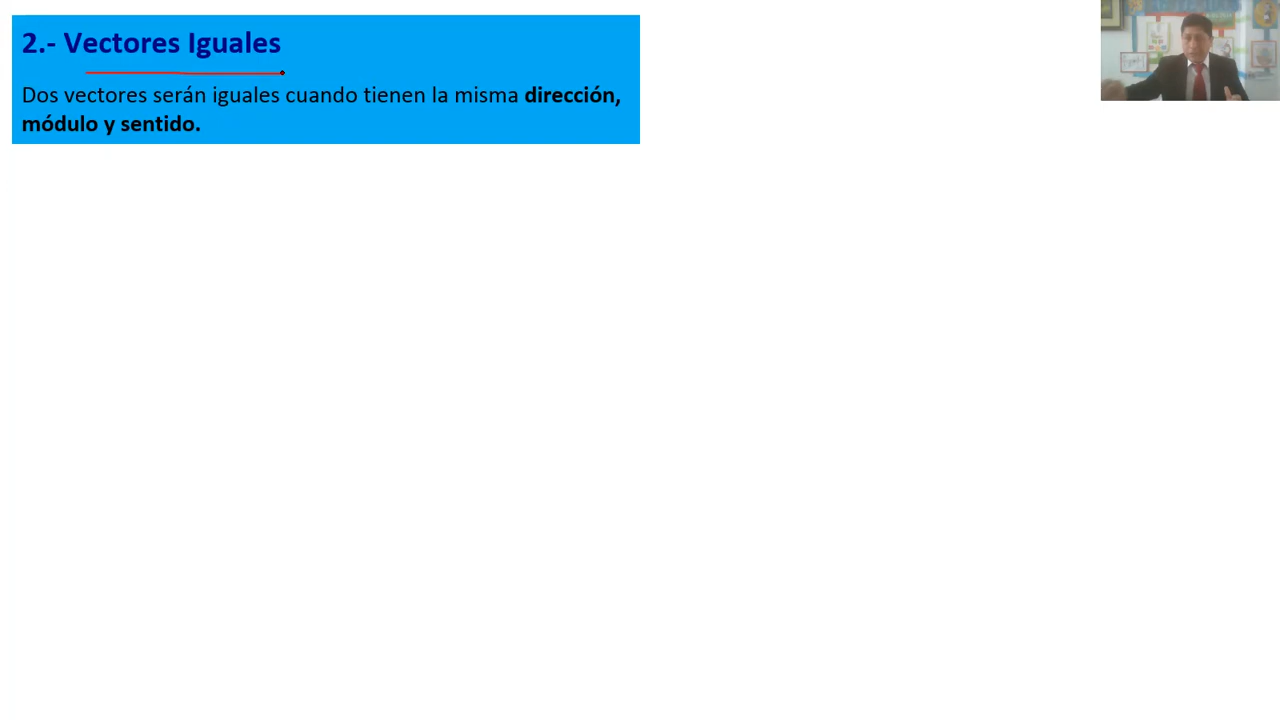 2.- Vectores Iguales
Dos vectores serán iguales cuando tienen la misma dirección,
módulo y sentido.